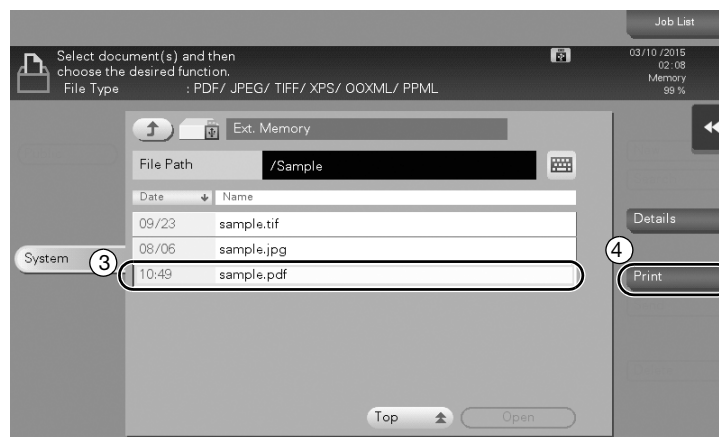 Job List
Select document(s) and then
choose the desired function.
File Type : PDF/ JPEG/ TIFF/ XPS/ OOXML/ PPML
03/10 /2015
02:08
Memory
99 %
Ext. Memory
File Path /Sample
Date Name
09/23 sample.tif
08/06 sample.jpg
10:49 sample.pdf
System
3
Details
4
Print
Top Open